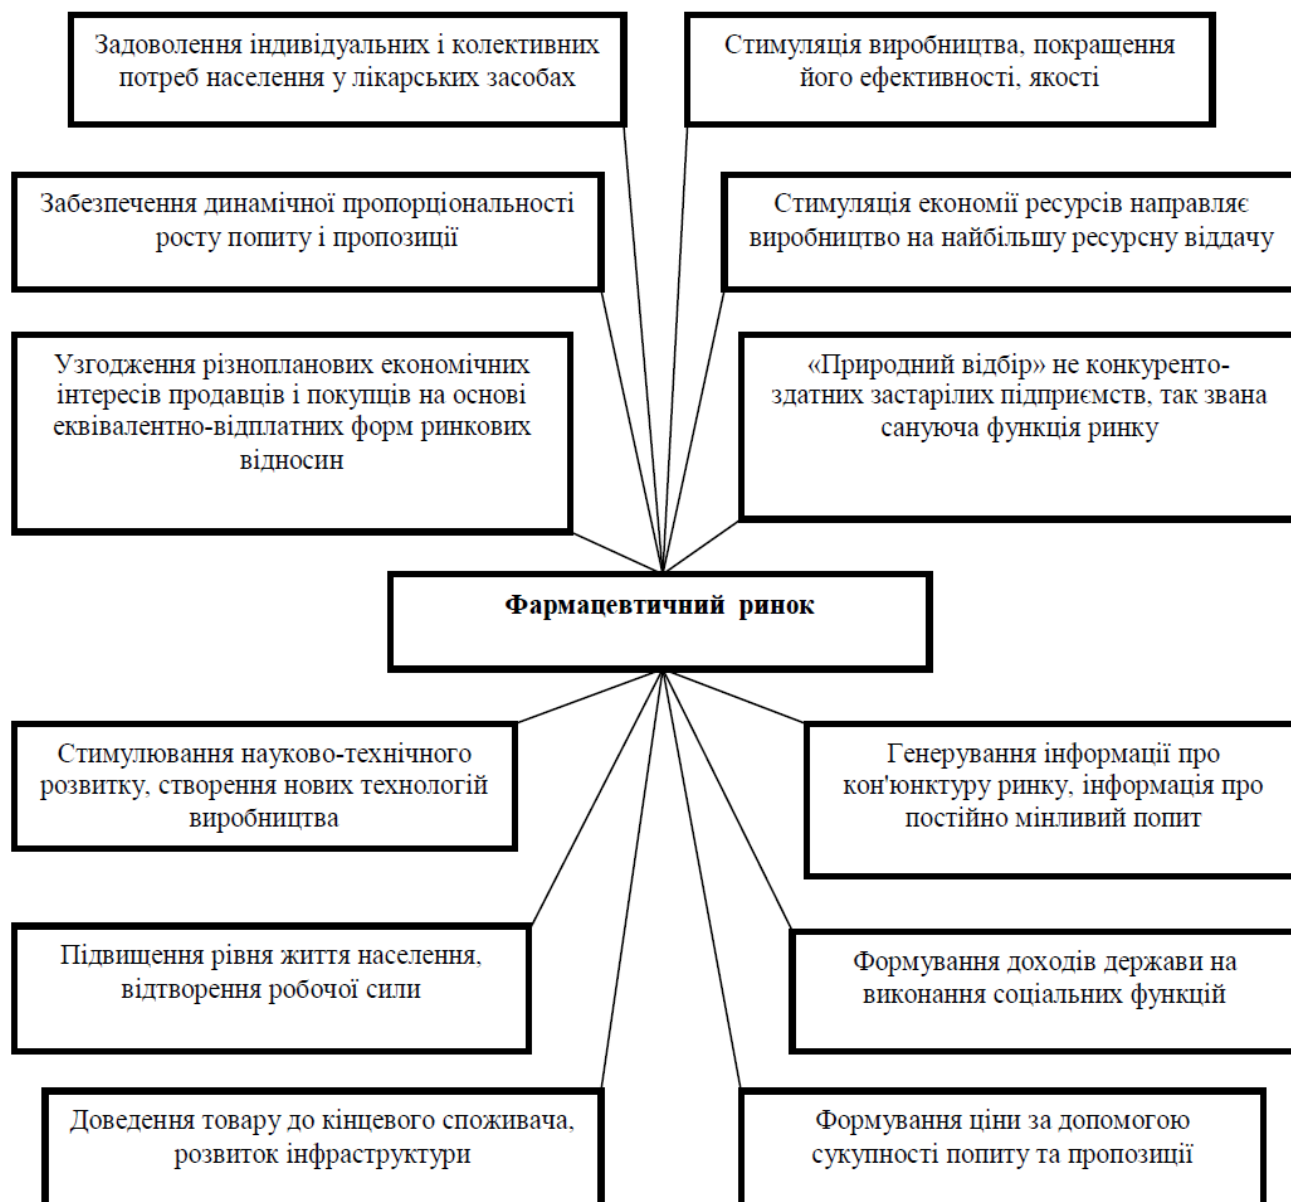 Задоволення індивідуальних і колективних
потреб населення у лікарських засобах
Стимуляція виробництва, покращення
його ефективності, якості
Забезпечення динамічної пропорціональності
росту попиту і пропозиції
Стимуляція економії ресурсів направляє
виробництво на найбільшу ресурсну віддачу
Узгодження різнопланових економічних
інтересів продавців і покупців на основі
еквівалентно-відплатних форм ринкових
відносин
«Природний відбір» не конкуренто-
здатних застарілих підприємств, так звана
сануюча функція ринку
Фармацевтичний ринок
Стимулювання науково-технічного
розвитку, створення нових технологій
виробництва
Генерування інформації про
кон'юнктуру ринку, інформація про
постійно мінливий попит
Підвищення рівня життя населення,
відтворення робочої сили
Формування доходів держави на
виконання соціальних функцій
Доведення товару до кінцевого споживача,
розвиток інфраструктури
Формування ціни за допомогою
сукупності попиту та пропозиції